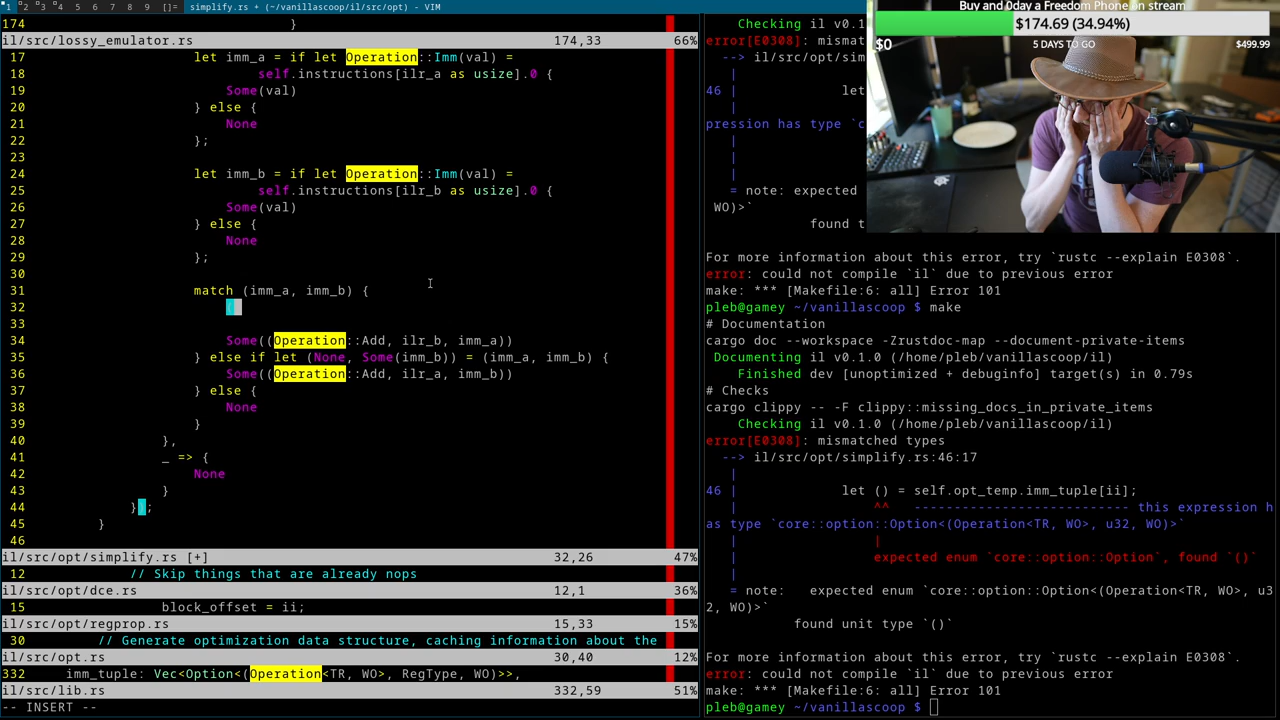 1 2 3 4 5 6 7 8 9 []= simplify.rs + (~/vanillascoop/il/src/opt) - VIM
174 }
il/src/lossy_emulator.rs 174,33 66%
17 let imm_a = if let Operation::Imm(val) =
18 self.instructions[ilr_a as usize].0 {
19 Some(val)
20 } else {
21 None
22 };
23
24 let imm_b = if let Operation::Imm(val) =
25 self.instructions[ilr_b as usize].0 {
26 Some(val)
27 } else {
28 None
29 };
30
31 match (imm_a, imm_b) {
32 (
33
34 Some((Operation::Add, ilr_b, imm_a))
35 } else if let (None, Some(imm_b)) = (imm_a, imm_b) {
36 Some((Operation::Add, ilr_a, imm_b))
37 } else {
38 None
39 }
40 },
41 _ => {
42 None
43 }
44 });
45 }
46
il/src/opt/simplify.rs [+] 32,26 47%
12 // Skip things that are already nops
il/src/opt/dce.rs 12,1 36%
15 block_offset = ii;
il/src/opt/regprop.rs 15,33 15%
30 // Generate optimization data structure, caching information about the
il/src/opt.rs 30,40 12%
332 imm_tuple: Vec<Option<(Operation<TR, WO>, RegType, WO)>>,
il/src/lib.rs 332,59 51%
-- INSERT --
Checking il v0.1
error[E0308]: mismat
--> il/src/opt/sim
|
46 | let
|
pression has type `c
|
|
|
= note: expected
WO)>`
found t
For more information about this error, try `rustc --explain E0308`.
error: could not compile `il` due to previous error
make: *** [Makefile:6: all] Error 101
pleb@gamey ~/vanillascoop $ make
# Documentation
cargo doc --workspace -Zrustdoc-map --document-private-items
Documenting il v0.1.0 (/home/pleb/vanillascoop/il)
Finished dev [unoptimized + debuginfo] target(s) in 0.79s
# Checks
cargo clippy -- -F clippy::missing_docs_in_private_items
Checking il v0.1.0 (/home/pleb/vanillascoop/il)
error[E0308]: mismatched types
--> il/src/opt/simplify.rs:46:17
|
46 | let () = self.opt_temp.imm_tuple[ii];
| ^^ ---------------------- this expression h
as type `core::option::Option<(Operation<TR, WO>, u32, WO)>`
| |
| expected enum `core::option::Option`, found `()`
|
= note: expected enum `core::option::Option<(Operation<TR, WO>, u3
2, WO)>`
found unit type `()`
For more information about this error, try `rustc --explain E0308`.
error: could not compile `il` due to previous error
make: *** [Makefile:6: all] Error 101
pleb@gamey ~/vanillascoop $
Buy and 0day a Freedom Phone on stream
$174.69 (34.94%)
$0 5 DAYS TO GO $499.99